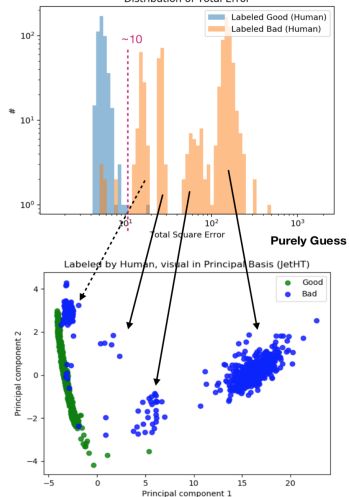 Distribution of Total Error
Labeled Good (Human)
Labeled Bad (Human)
~10
10²
10¹
10⁰
#
10¹
10²
10³
Total Square Error
Purely Guess
Labeled by Human, visual in Principal Basis (JetHT)
Good
Bad
4
2
0
−2
−4
Principal component 2
−5
0
5
10
15
20
Principal component 1